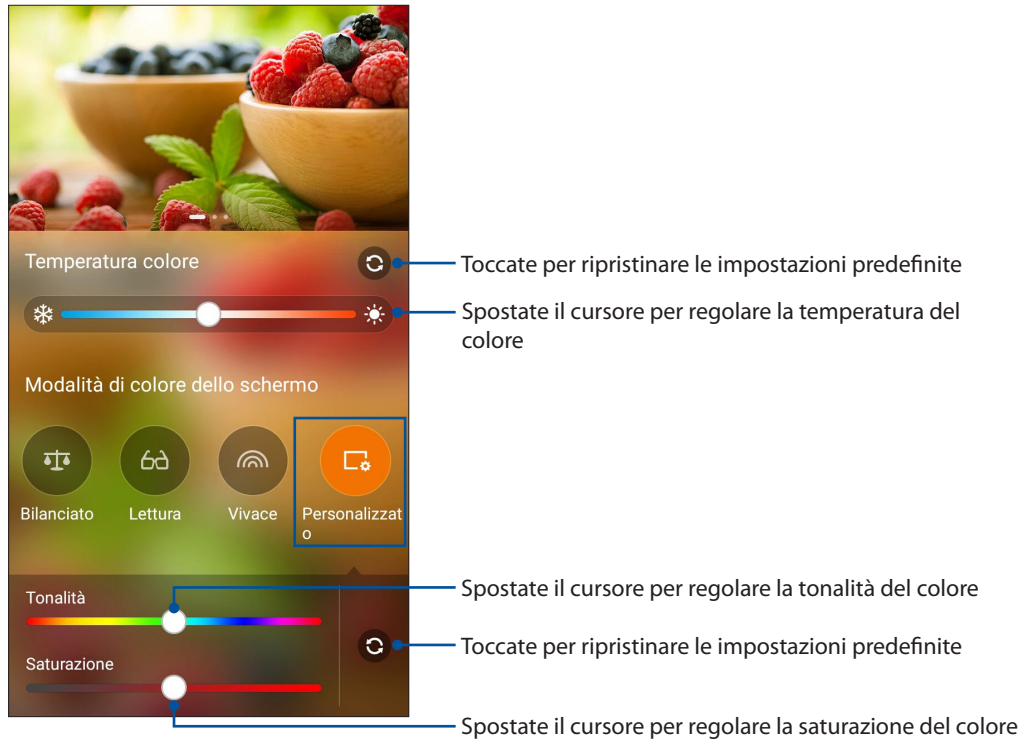 Temperatura colore
Toccate per ripristinare le impostazioni predefinite
Spostate il cursore per regolare la temperatura del
colore
Modalità di colore dello schermo
Bilanciato
Lettura
Vivace
Personalizzat
o
Spostate il cursore per regolare la tonalità del colore
Tonalità
Toccate per ripristinare le impostazioni predefinite
Saturazione
Spostate il cursore per regolare la saturazione del colore